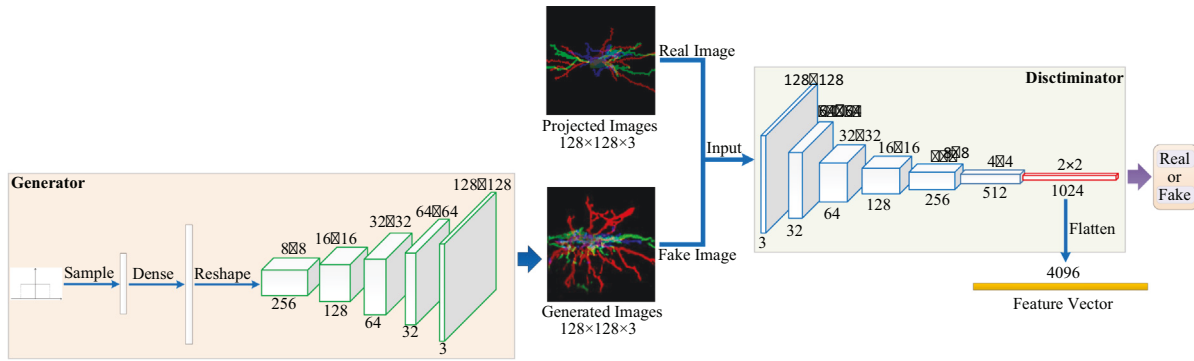 Generator
Sample
Dense
Reshape
8☒8
256
16☒16
128
32☒32
64
64☒64
32
128☒128
3
Projected Images
128×128×3
Generated Images
128×128×3
Real Image
Fake Image
Input
Disctiminator
128☒128
3
32
32☒32
64
16☒16
128
256
4☒4
512
2×2
1024
Flatten
4096
Feature Vector
Real
or
Fake